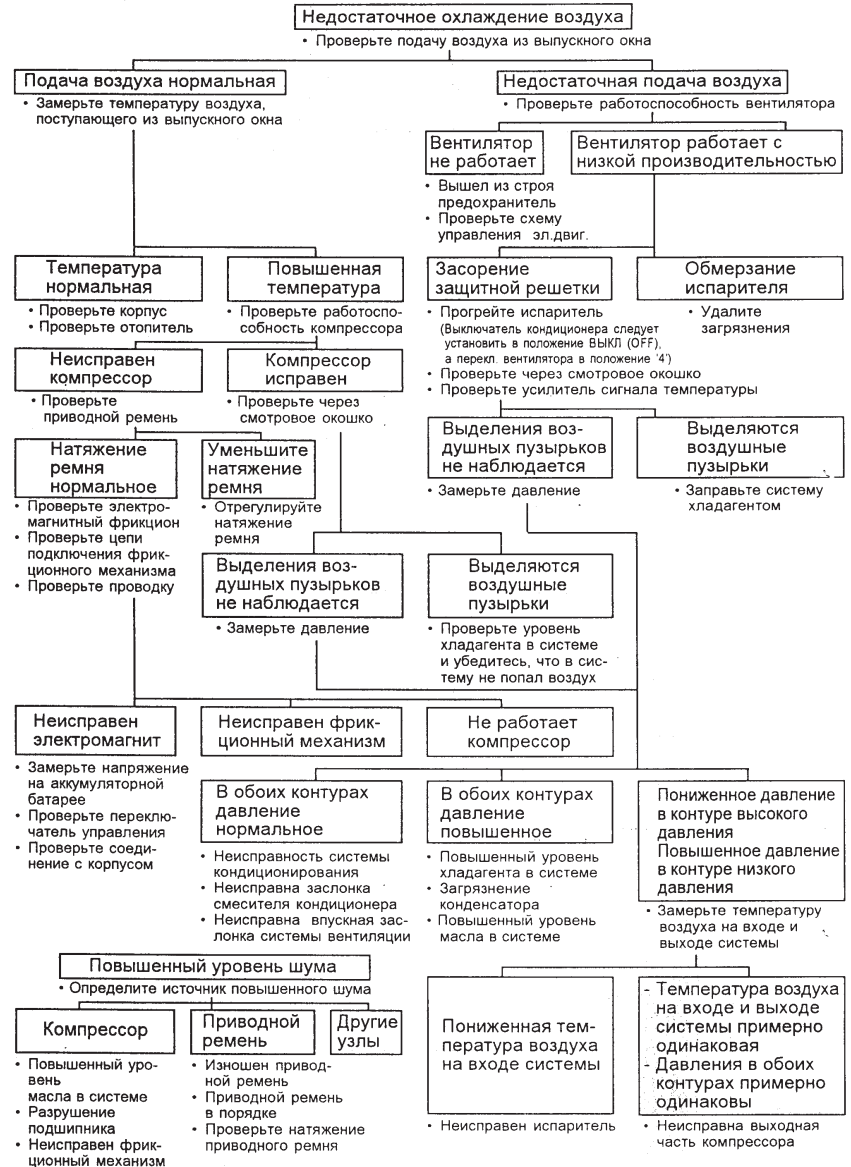 Недостаточное охлаждение воздуха
• Проверьте подачу воздуха из выпускного окна
Подача воздуха нормальная
• Замерьте температуру воздуха,
поступающего из выпускного окна
Недостаточная подача воздуха
• Проверьте работоспособность вентилятора
Вентилятор
не работает
• Вышел из строя
предохранитель
• Проверьте схему
управления эл.двиг.
Вентилятор работает с
низкой производительностью
Температура
нормальная
• Проверьте корпус
• Проверьте отопитель
Повышенная
температура
• Проверьте работоспо-
собность компрессора
Засорение
защитной решетки
• Прогрейте испаритель
(Выключатель кондиционера следует
установить в положение ВЫКЛ (OFF),
а перекл. вентилятора в положение '4')
• Проверьте через смотровое окошко
• Проверьте усилитель сигнала температуры
Обмерзание
испарителя
• Удалите
загрязнения
Неисправен
компрессор
• Проверьте
приводной ремень
Компрессор
исправен
• Проверьте через
смотровое окошко
Натяжение
ремня
нормальное
• Проверьте электро-
магнитный фрикцион
• Проверьте цепи
подключения фрик-
ционного механизма
• Проверьте проводку
Уменьшите
натяжение
ремня
• Отрегулируйте
натяжение
ремня
Выделения воз-
душных пузырьков
не наблюдается
• Замерьте давление
Выделяются
воздушные
пузырьки
• Заправьте систему
хладагентом
Выделения воз-
душных пузырьков
не наблюдается
• Замерьте давление
Выделяются
воздушные
пузырьки
• Проверьте уровень
хладагента в системе
и убедитесь, что в сис-
тему не попал воздух
Неисправен
электромагнит
• Замерьте напряжение
на аккумуляторной
батарее
• Проверьте переклю-
чатель управления
• Проверьте соеди-
нение с корпусом
Неисправен фрик-
ционный механизм
Не работает
компрессор
В обоих контурах
давление
нормальное
• Неисправность системы
кондиционирования
• Неисправна заслонка
смесителя кондиционера
• Неисправна впускная зас-
лонка системы вентиляции
В обоих контурах
давление
повышенное
• Повышенный уровень
хладагента в системе
• Загрязнение
конденсатора
• Повышенный уровень
масла в системе
Пониженное давление
в контуре высокого
давления
Повышенное давление
в контуре низкого
давления
• Замерьте температуру
воздуха на входе и
выходе системы
Повышенный уровень шума
• Определите источник повышенного шума
Компрессор
• Повышенный уро-
вень
масла в системе
• Разрушение
подшипника
• Неисправен фрик-
ционный механизм
Приводной
ремень
• Изношен привод-
ной ремень
• Приводной ремень
в порядке
• Проверьте натяжение
приводного ремня
Другие
узлы
Пониженная тем-
пература воздуха
на входе системы
• Неисправен испаритель
- Температура воздуха
на входе и выходе
системы примерно
одинаковая
- Давления в обоих
контурах примерно
одинаковы
• Неисправна выходная
часть компрессора